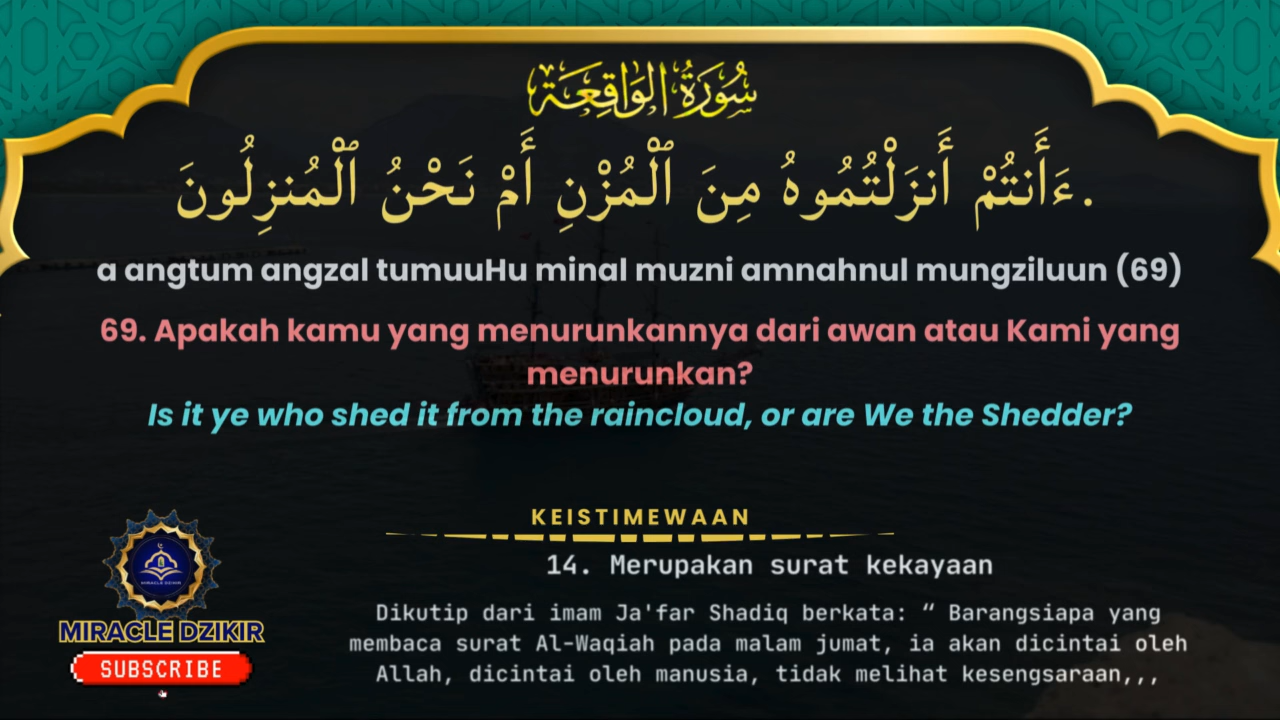 سُورَةُ الوَاقِعَة
ءَأَنتُمْ أَنزَلْتُمُوهُ مِنَ ٱلْمُزْنِ أَمْ نَحْنُ ٱلْمُنزِلُونَ.
a angtum angzal tumuuHu minal muzni amnahnul mungziluun (69)
69. Apakah kamu yang menurunkannya dari awan atau Kami yang
menurunkan?
Is it ye who shed it from the raincloud, or are We the Shedder?
KEISTIMEWAAN
14. Merupakan surat kekayaan
Dikutip dari imam Ja'far Shadiq berkata: “ Barangsiapa yang
membaca surat Al-Waqiah pada malam jumat, ia akan dicintai oleh
Allah, dicintai oleh manusia, tidak melihat kesengsaraan,,,
MIRACLE DZIKIR
MIRACLE DZIKIR
SUBSCRIBE